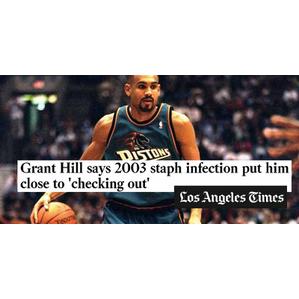 PISTONS
Grant Hill says 2003 staph infection put him
close to 'checking out'
Los Angeles Times